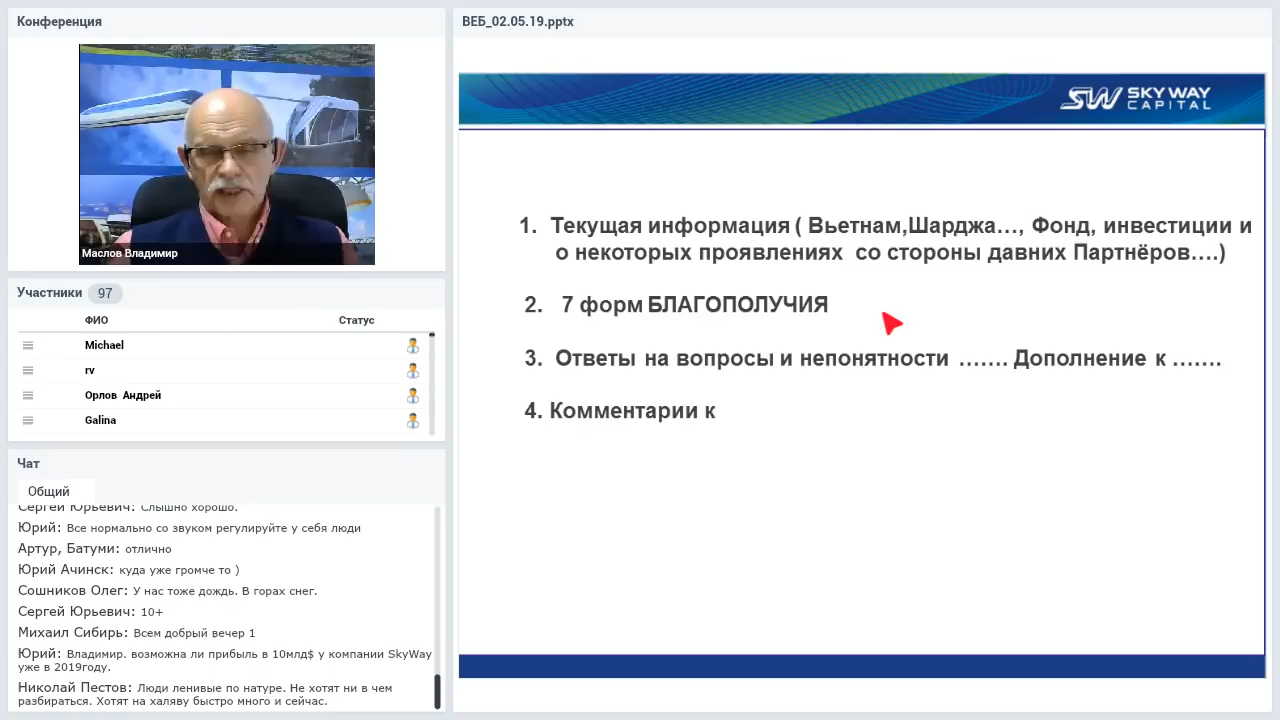 Конференция
Маслов Владимир
Участники 97
ФИО Статус
Michael
rv
Орлов Андрей
Galina
Чат
Общий
Сергей Юрьевич: Слышно хорошо.
Юрий: Все нормально со звуком регулируйте у себя люди
Артур, Батуми: отлично
Юрий Ачинск: куда уже громче то )
Сошников Олег: У нас тоже дождь. В горах снег.
Сергей Юрьевич: 10+
Михаил Сибирь: Всем добрый вечер 1
Юрий: Владимир. возможна ли прибыль в 10млд$ у компании SkyWay
уже в 2019году.
Николай Пестов: Люди ленивые по натуре. Не хотят ни в чем
разбираться. Хотят на халяву быстро много и сейчас.
ВЕБ_02.05.19.pptx
SW SKY WAY
CAPITAL
1. Текущая информация ( Вьетнам,Шарджа..., Фонд, инвестиции и
о некоторых проявлениях со стороны давних Партнёров....)
2. 7 форм БЛАГОПОЛУЧИЯ
3. Ответы на вопросы и непонятности ....... Дополнение к .......
4. Комментарии к